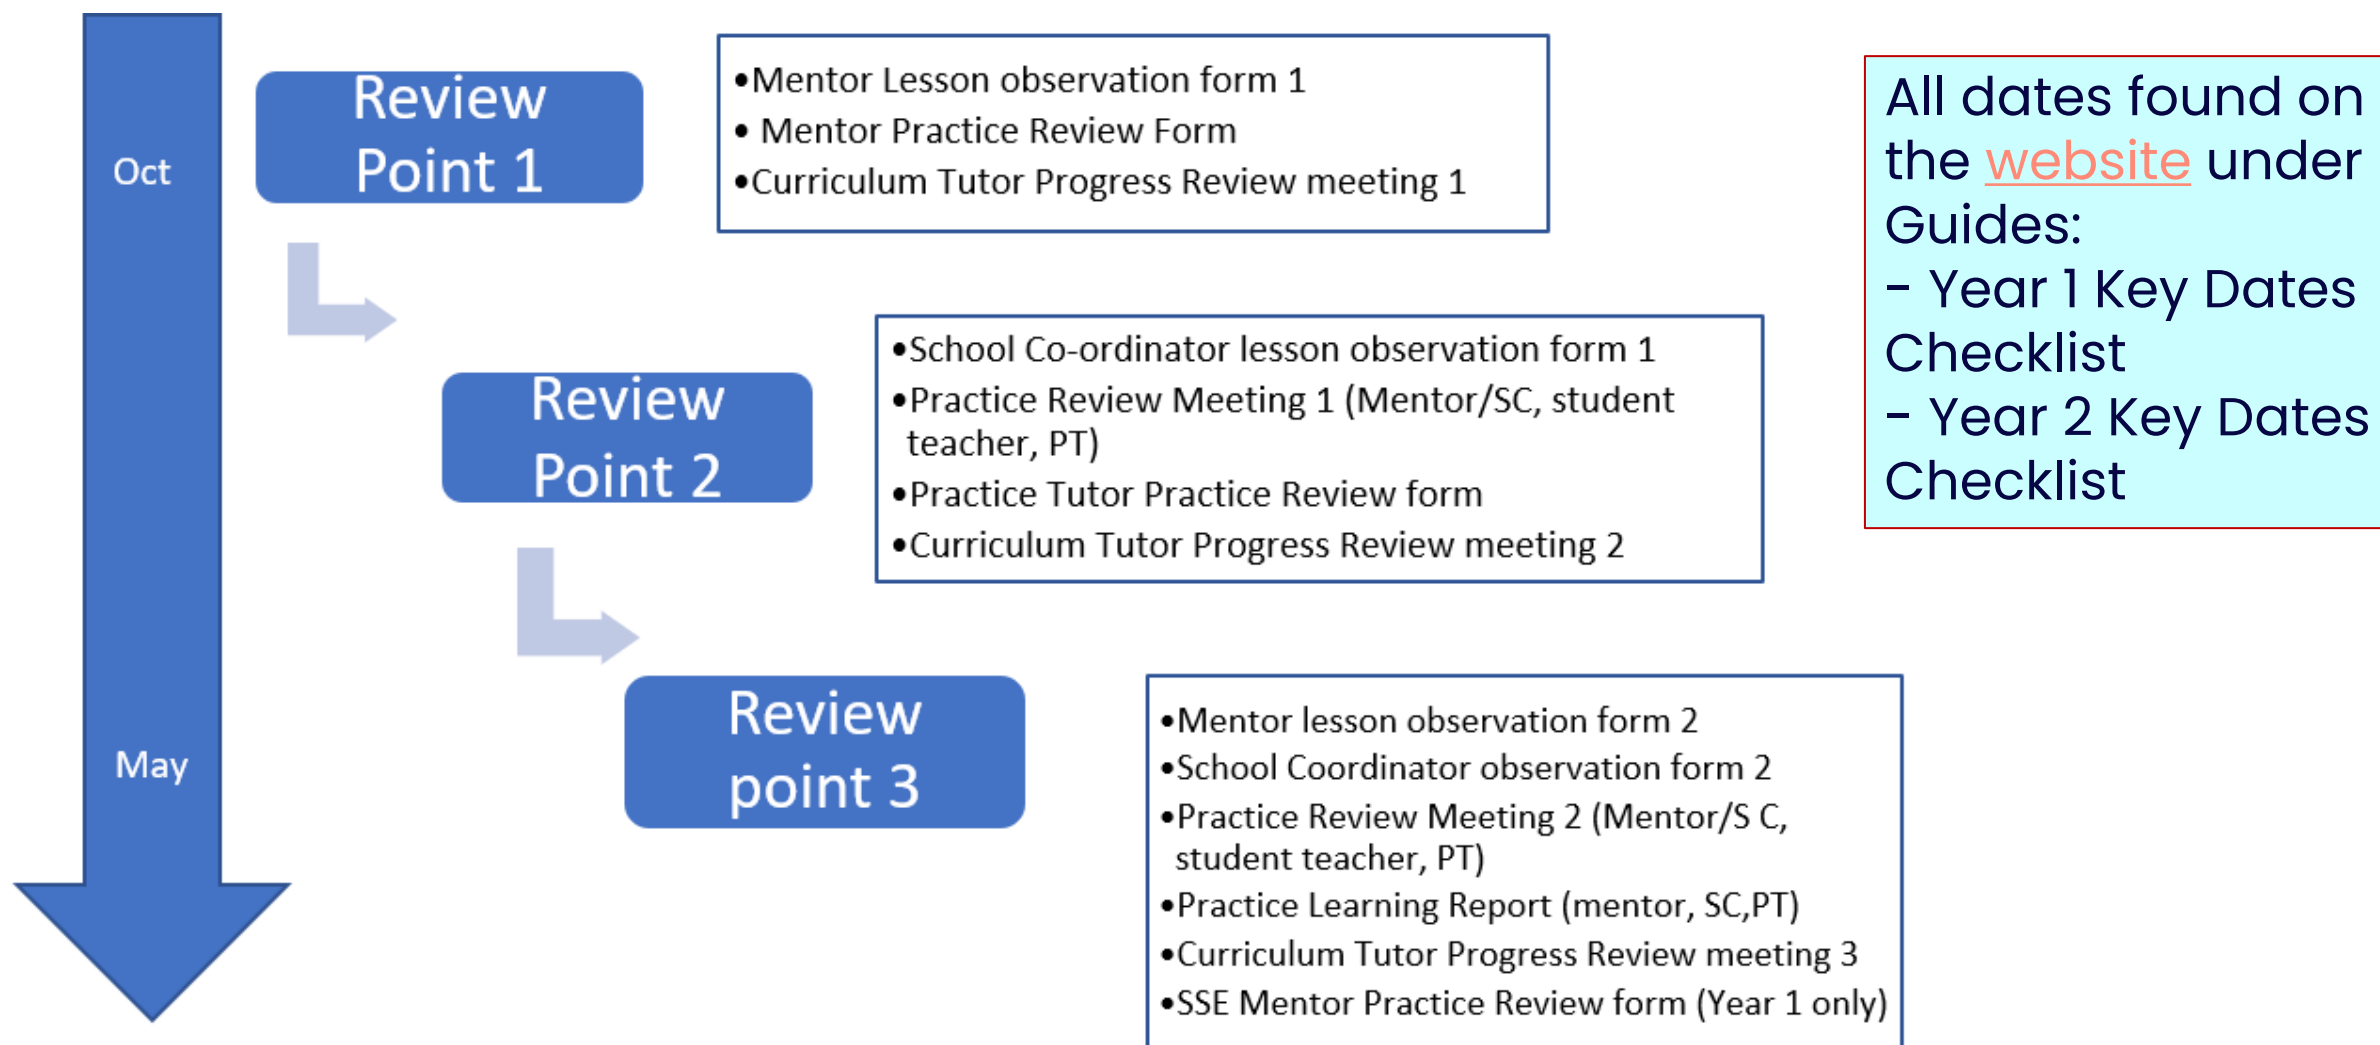 Oct
May
Review
Point 1
•Mentor Lesson observation form 1
• Mentor Practice Review Form
•Curriculum Tutor Progress Review meeting 1
Review
Point 2
•School Co-ordinator lesson observation form 1
•Practice Review Meeting 1 (Mentor/SC, student
teacher, PT)
•Practice Tutor Practice Review form
•Curriculum Tutor Progress Review meeting 2
Review
point 3
•Mentor lesson observation form 2
•School Coordinator observation form 2
•Practice Review Meeting 2 (Mentor/S C,
student teacher, PT)
•Practice Learning Report (mentor, SC,PT)
•Curriculum Tutor Progress Review meeting 3
•SSE Mentor Practice Review form (Year 1 only)
All dates found on
the website under
Guides:
- Year 1 Key Dates
Checklist
- Year 2 Key Dates
Checklist